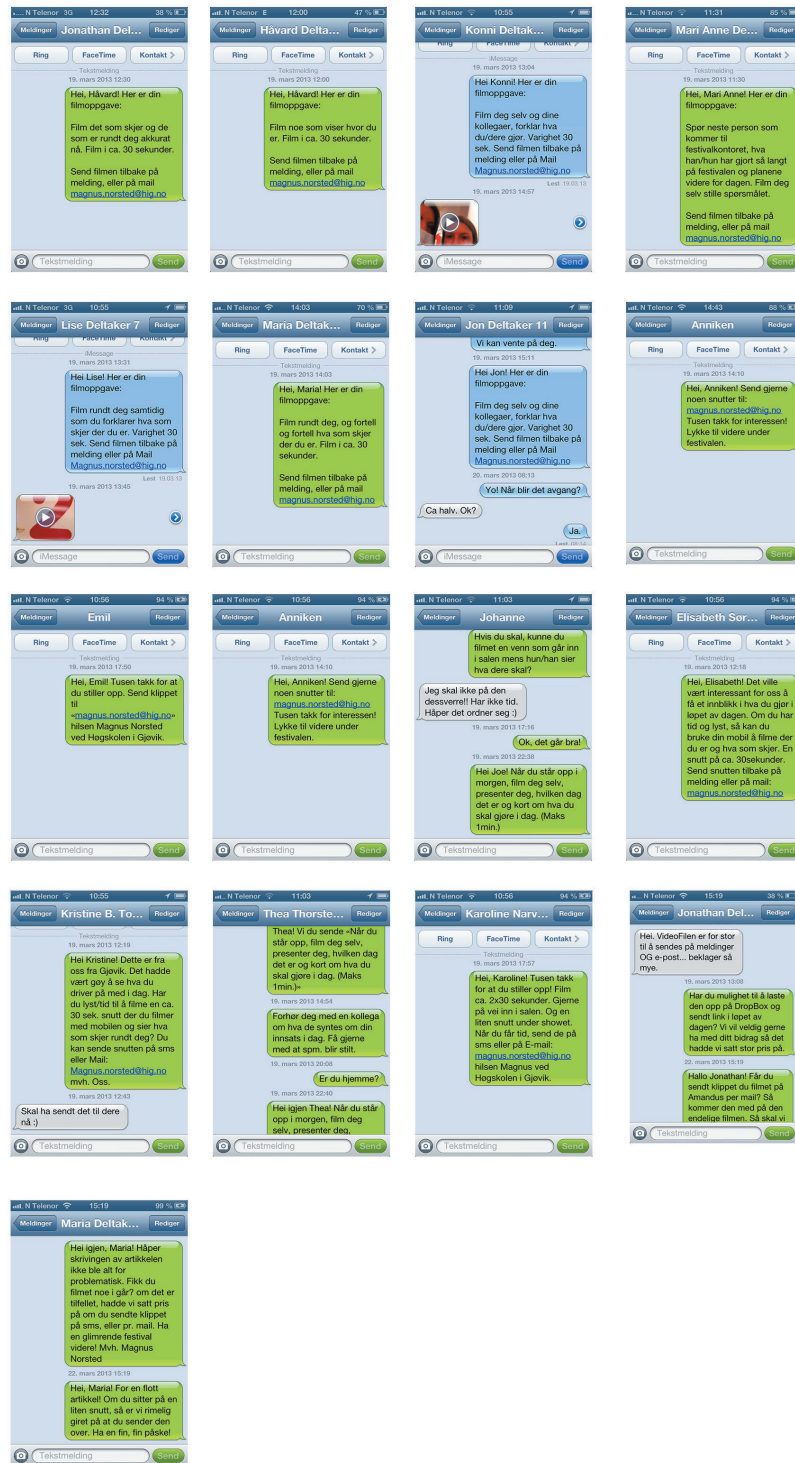 N Telenor 3G 12:32 38 %
Meldinger Jonathan Del... Rediger
Ring FaceTime Kontakt
Tekstmelding
19. mars 2013 12:30
Hei, Håvard! Her er din
filmoppgave:
Film det som skjer og de
som er rundt deg akkurat
nå. Film i ca. 30 sekunder.
Send filmen tilbake på
melding, eller på mail
magnus.norsted@hig.no
Tekstmelding Send
N Telenor E 12:00 47 %
Meldinger Håvard Delta... Rediger
Ring FaceTime Kontakt
Tekstmelding
19. mars 2013 12:00
Hei, Håvard! Her er din
filmoppgave:
Film noe som viser hvor du
er. Film i ca. 30 sekunder.
Send filmen tilbake på
melding, eller på mail
magnus.norsted@hig.no
Tekstmelding Send
N Telenor 10:55
Meldinger Konni Deltak... Rediger
Ring FaceTime Kontakt
iMessage
19. mars 2013 13:04
Hei Konni! Her er din
filmoppgave:
Film deg selv og dine
kollegaer, forklar hva
du/dere gjør. Varighet 30
sek. Send filmen tilbake på
melding eller på Mail
Magnus.norsted@hig.no
Lest 19.03.13
19. mars 2013 14:57
iMessage Send
N Telenor 11:31 85 %
Meldinger Mari Anne De... Rediger
Ring FaceTime Kontakt
Tekstmelding
19. mars 2013 11:30
Hei, Mari Anne! Her er din
filmoppgave:
Spør neste person som
kommer til
festivalkontoret, hva
han/hun har gjort så langt
på festivalen og planene
videre for dagen. Film deg
selv stille spørsmålet.
Send filmen tilbake på
melding, eller på mail
magnus.norsted@hig.no
Tekstmelding Send
N Telenor 3G 10:55
Meldinger Lise Deltaker 7 Rediger
Ring FaceTime Kontakt
iMessage
19. mars 2013 13:31
Hei Lise! Her er din
filmoppgave:
Film rundt deg samtidig
som du forklarer hva som
skjer der du er. Varighet 30
sek. Send filmen tilbake på
melding eller på Mail
Magnus.norsted@hig.no
Lest 19.03.13
19. mars 2013 13:45
iMessage Send
N Telenor 14:03 70 %
Meldinger Maria Deltak... Rediger
Ring FaceTime Kontakt
Tekstmelding
19. mars 2013 14:03
Hei, Maria! Her er din
filmoppgave:
Film rundt deg, og fortell
og fortell hva som skjer
der du er. Film i ca. 30
sekunder.
Send filmen tilbake på
melding, eller på mail
magnus.norsted@hig.no
Tekstmelding Send
N Telenor 11:09
Meldinger Jon Deltaker 11 Rediger
Vi kan vente på deg.
19. mars 2013 15:11
Hei Jon! Her er din
filmoppgave:
Film deg selv og dine
kollegaer, forklar hva
du/dere gjør. Varighet 30
sek. Send filmen tilbake på
melding eller på Mail
Magnus.norsted@hig.no
20. mars 2013 08:13
Yo! Når blir det avgang?
Ca halv. Ok?
Ja.
Lest 08:14
iMessage Send
N Telenor 14:43 88 %
Meldinger Anniken Rediger
Ring FaceTime Kontakt
Tekstmelding
19. mars 2013 14:10
Hei, Anniken! Send gjerne
noen snutter til:
magnus.norsted@hig.no
Tusen takk for interessen!
Lykke til videre under
festivalen.
Tekstmelding Send
N Telenor 10:56 94 %
Meldinger Emil Rediger
Ring FaceTime Kontakt
Tekstmelding
19. mars 2013 17:50
Hei, Emil! Tusen takk for at
du stiller opp. Send klippet
til
«magnus.norsted@hig.no»
hilsen Magnus Norsted
ved Høgskolen i Gjøvik.
Tekstmelding Send
N Telenor 10:56 94 %
Meldinger Anniken Rediger
Ring FaceTime Kontakt
Tekstmelding
19. mars 2013 14:10
Hei, Anniken! Send gjerne
noen snutter til:
magnus.norsted@hig.no
Tusen takk for interessen!
Lykke til videre under
festivalen.
Tekstmelding Send
N Telenor 11:03
Meldinger Johanne Rediger
Hvis du skal, kunne du
filmet en venn som går inn
i salen mens hun/han sier
hva dere skal?
Jeg skal ikke på den
dessverre!! Har ikke tid.
Håper det ordner seg :)
19. mars 2013 17:16
Ok, det går bra!
19. mars 2013 22:38
Hei Joe! Når du står opp i
morgen, film deg selv,
presenter deg, hvilken dag
det er og kort om hva du
skal gjøre i dag. (Maks
1min.)
Tekstmelding Send
N Telenor 10:56 94 %
Meldinger Elisabeth Sør... Rediger
Ring FaceTime Kontakt
Tekstmelding
19. mars 2013 12:18
Hei, Elisabeth! Det ville
vært interessant for oss å
få et innblikk i hva du gjør i
løpet av dagen. Om du har
tid og lyst, så kan du
bruke din mobil å filme der
du er og hva som skjer. En
snutt på ca. 30sekunder.
Send snutten tilbake på
melding eller på mail:
magnus.norsted@hig.no
Tekstmelding Send
N Telenor 10:55
Meldinger Kristine B. To... Rediger
Tekstmelding
19. mars 2013 12:19
Hei Kristine! Dette er fra
oss fra Gjøvik. Det hadde
vært gøy å se hva du
driver på med i dag. Har
du lyst/tid til å filme en ca.
30 sek. snutt der du filmer
med mobilen og sier hva
som skjer rundt deg? Du
kan sende snutten på sms
eller Mail:
Magnus.norsted@hig.no
mvh. Oss.
19. mars 2013 12:43
Skal ha sendt det til dere
nå :)
Tekstmelding Send
N Telenor 11:03
Meldinger Thea Thorste... Rediger
Thea! Vi du sende «Når du
står opp, film deg selv,
presenter deg, hvilken dag
det er og kort om hva du
skal gjøre i dag. (Maks
1min.)»
19. mars 2013 14:54
Forhør deg med en kollega
om hva de syntes om din
innsats i dag. Få gjerne
med at spm. blir stilt.
19. mars 2013 20:08
Er du hjemme?
19. mars 2013 22:40
Hei igjen Thea! Når du står
opp i morgen, film deg
selv, presenter deg,
Tekstmelding Send
N Telenor 10:56 94 %
Meldinger Karoline Narv... Rediger
Ring FaceTime Kontakt
Tekstmelding
19. mars 2013 17:57
Hei, Karoline! Tusen takk
for at du stiller opp! Film
ca. 2x30 sekunder. Gjerne
på vei inn i salen. Og en
liten snutt under showet.
Når du får tid, send de på
sms eller på E-mail:
magnus.norsted@hig.no
hilsen Magnus ved
Høgskolen i Gjøvik.
Tekstmelding Send
N Telenor 15:19 38 %
Meldinger Jonathan Del... Rediger
Hei. VideoFilen er for stor
til å sendes på meldinger
OG e-post... beklager så
mye.
19. mars 2013 13:08
Har du mulighet til å laste
den opp på DropBox og
sendt link i løpet av
dagen? Vi vil veldig gjerne
ha med ditt bidrag så det
hadde vi satt stor pris på.
22. mars 2013 15:19
Hallo Jonathan! Får du
sendt klippet du filmet på
Amandus per mail? Så
kommer den med på den
endelige filmen. Så skal vi
Tekstmelding Send
N Telenor 15:19 99 %
Meldinger Maria Deltak... Rediger
Hei igjen, Maria! Håper
skrivingen av artikkelen
ikke ble alt for
problematisk. Fikk du
filmet noe i går? om det er
tilfellet, hadde vi satt pris
på om du sendte klippet
på sms, eller pr. mail. Ha
en glimrende festival
videre! Mvh. Magnus
Norsted
22. mars 2013 15:19
Hei, Maria! For en flott
artikkel! Om du sitter på en
liten snutt, så er vi rimelig
giret på at du sender den
over. Ha en fin, fin påske!
Tekstmelding Send